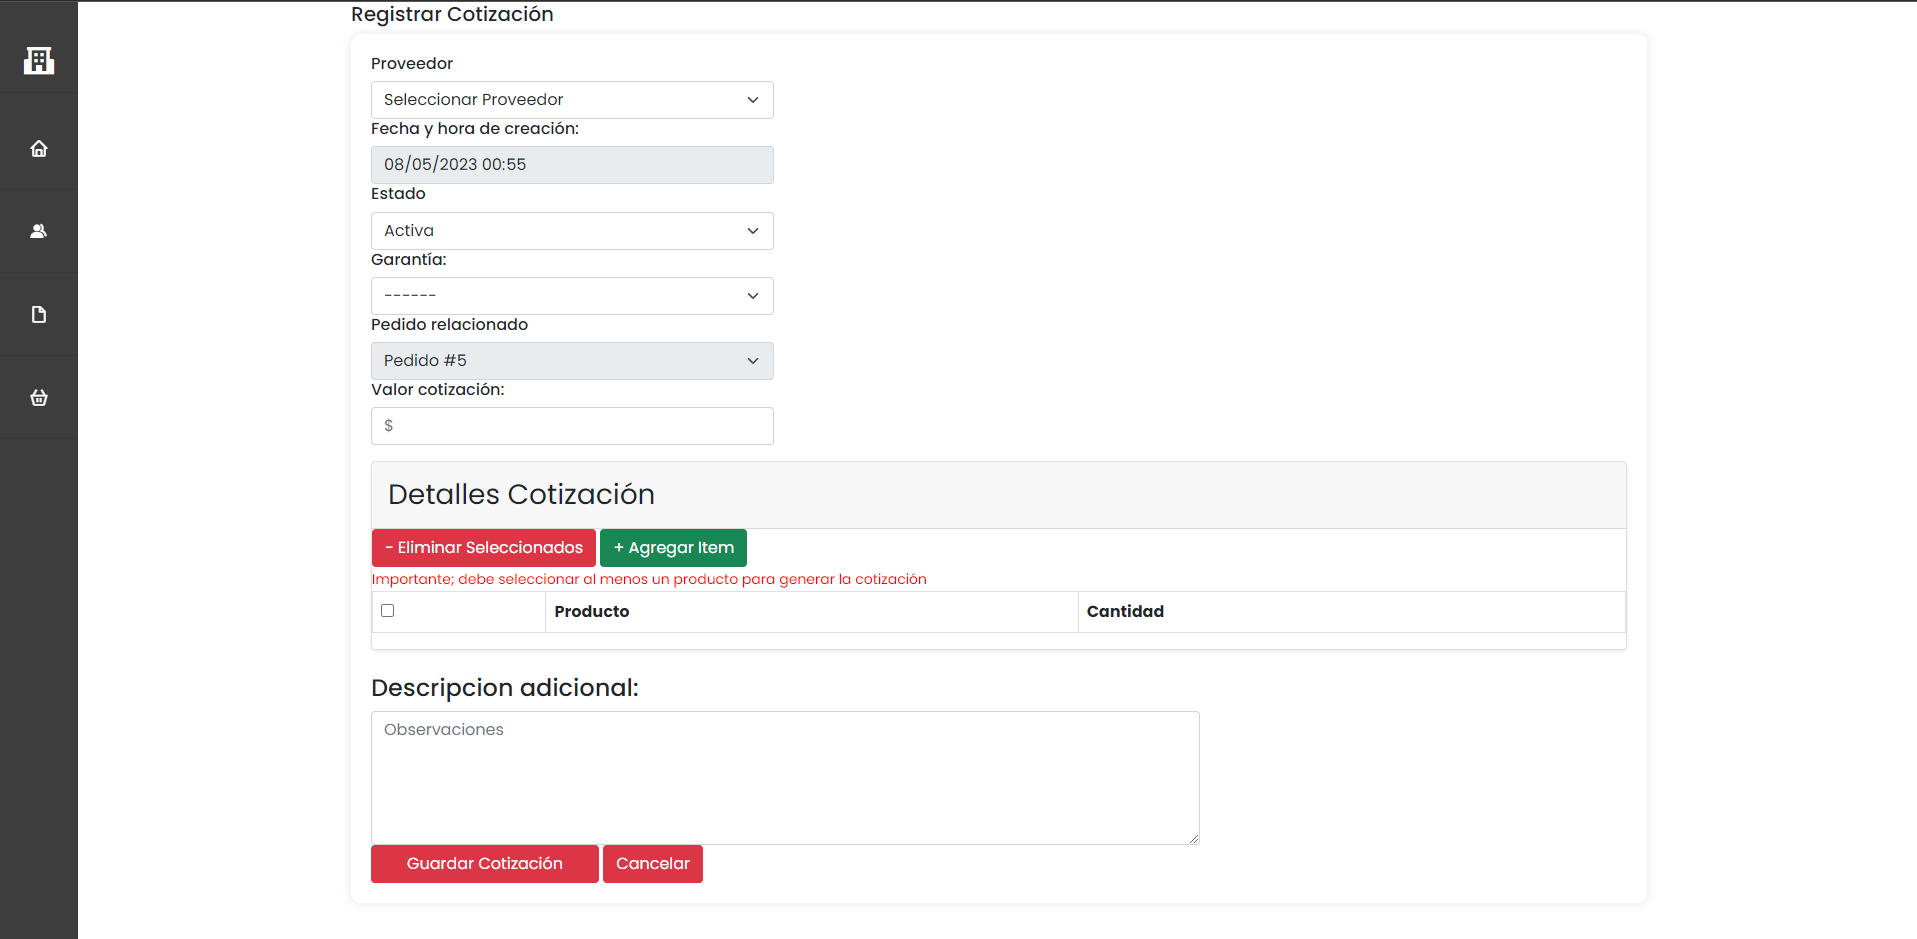 Registrar Cotización
Proveedor
Seleccionar Proveedor
Fecha y hora de creación:
08/05/2023 00:55
Estado
Activa
Garantía:
------
Pedido relacionado
Pedido #5
Valor cotización:
$
Detalles Cotización
- Eliminar Seleccionados + Agregar Item
Importante; debe seleccionar al menos un producto para generar la cotización
Producto Cantidad
Descripcion adicional:
Observaciones
Guardar Cotización Cancelar